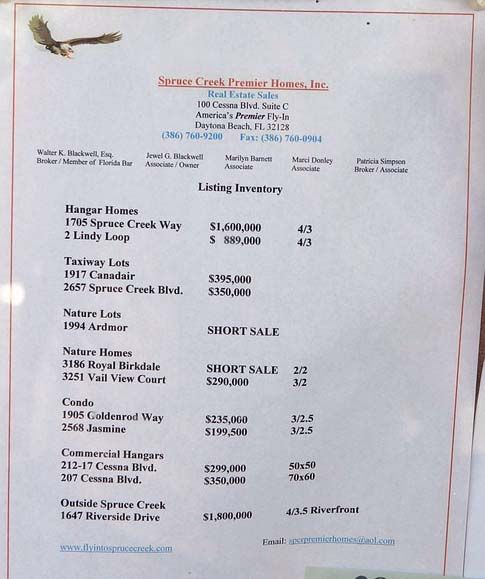 Spruce Creek Premier Homes, Inc.
Real Estate Sales
100 Cessna Blvd. Suite C
America's Premier Fly-In
Daytona Beach, FL 32128
(386) 760-9200 Fax: (386) 760-0904
Walter K. Blackwell, Esq. Jewel G. Blackwell Marilyn Barnett Marci Donley Patricia Simpson
Broker / Member of Florida Bar Associate / Owner Associate Associate Broker / Associate
Listing Inventory
Hangar Homes
1705 Spruce Creek Way $1,600,000 4/3
2 Lindy Loop $ 889,000 4/3
Taxiway Lots
1917 Canadair $395,000
2657 Spruce Creek Blvd. $350,000
Nature Lots
1994 Ardmor SHORT SALE
Nature Homes
3186 Royal Birkdale SHORT SALE 2/2
3251 Vail View Court $290,000 3/2
Condo
1905 Goldenrod Way $235,000 3/2.5
2568 Jasmine $199,500 3/2.5
Commercial Hangars
212-17 Cessna Blvd. $299,000 50x50
207 Cessna Blvd. $350,000 70x60
Outside Spruce Creek
1647 Riverside Drive $1,800,000 4/3.5 Riverfront
www.flyintosprucecreek.com Email: spcrpremierhomes@aol.com